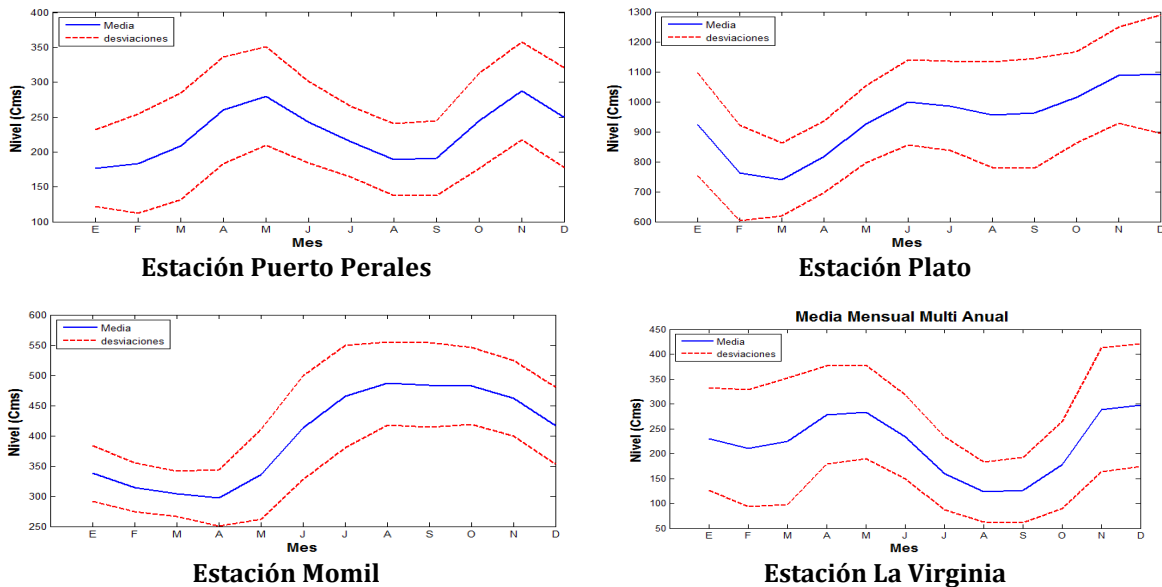 400
350
300
250
200
150
100
Nivel (Cms)
Media
desviaciones
E F M A M J J A S O N D
Mes
Estación Puerto Perales
1300
1200
1100
1000
900
800
700
600
Nivel (Cms)
Media
desviaciones
E F M A M J J A S O N D
Mes
Estación Plato
600
550
500
450
400
350
300
250
Nivel (Cms)
Media
desviaciones
E F M A M J J A S O N D
Mes
Estación Momil
Media Mensual Multi Anual
450
400
350
300
250
200
150
100
50
Nivel (Cms)
Media
desviaciones
E F M A M J J A S O N D
Mes
Estación La Virginia